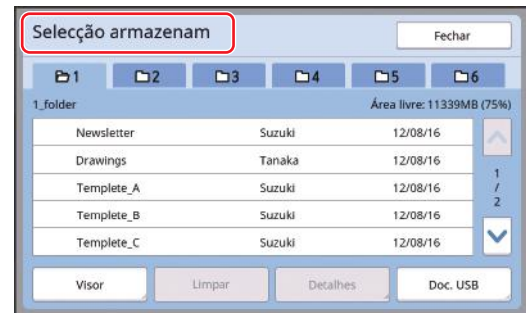 Selecção armazenam
Fechar
1 2 3 4 5 6
1_folder Área livre: 11339MB (75%)
Newsletter Suzuki 12/08/16
Drawings Tanaka 12/08/16
Templete_A Suzuki 12/08/16
Templete_B Suzuki 12/08/16
Templete_C Suzuki 12/08/16
1
/
2
Visor Limpar Detalhes Doc. USB